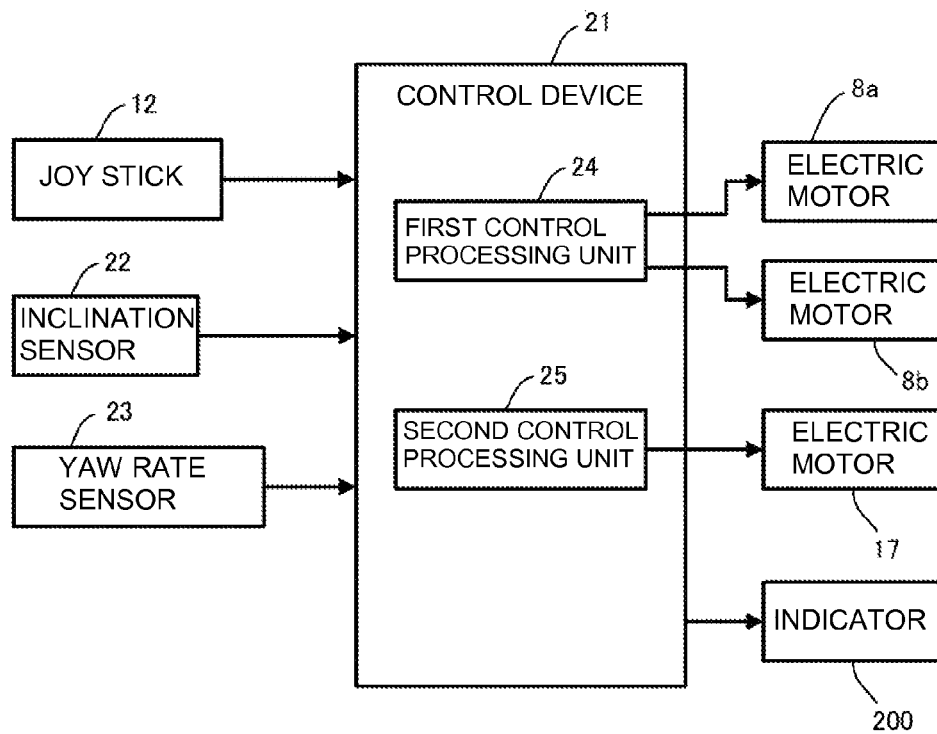 21
CONTROL DEVICE
12
JOY STICK
22
INCLINATION
SENSOR
23
YAW RATE
SENSOR
24
FIRST CONTROL
PROCESSING UNIT
25
SECOND CONTROL
PROCESSING UNIT
8a
ELECTRIC
MOTOR
ELECTRIC
MOTOR
8b
ELECTRIC
MOTOR
17
INDICATOR
200